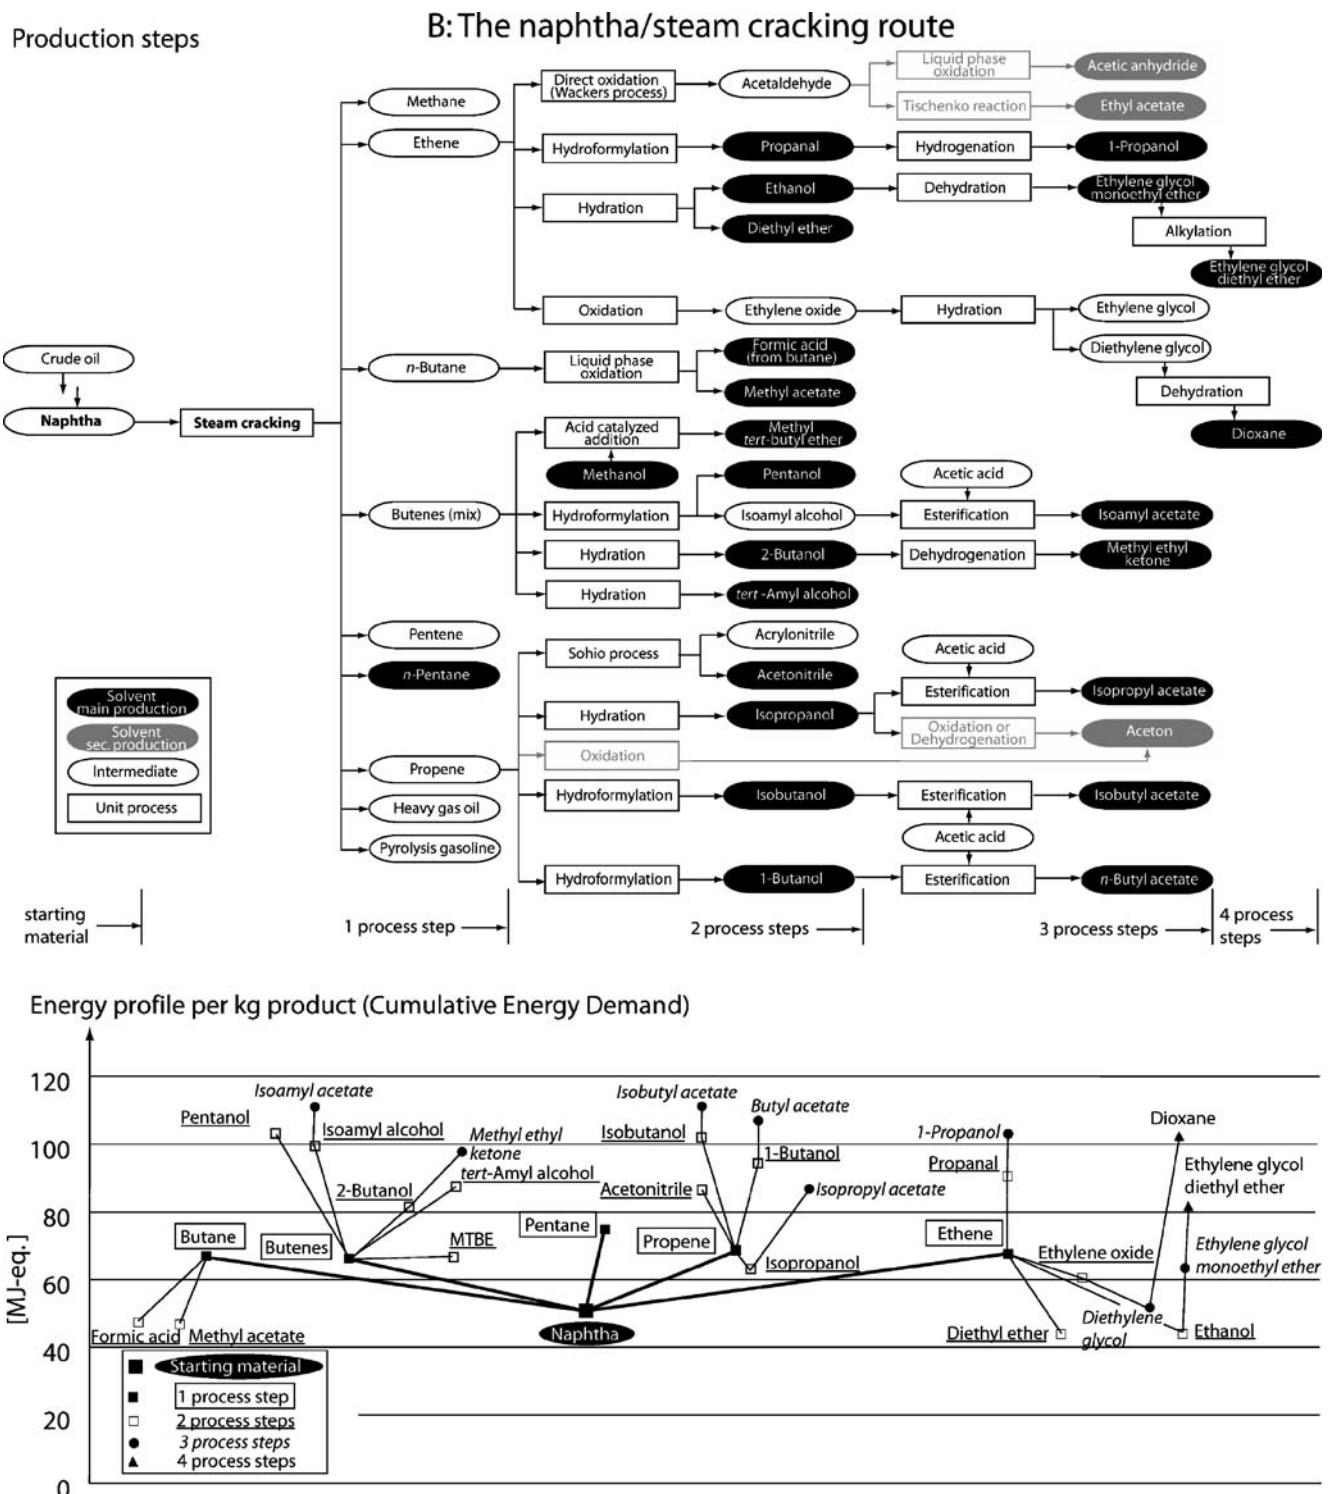 B: The naphtha/steam cracking route
Production steps
Liquid phase
oxidation
Acetic anhydride
Direct oxidation
(Wackers process)
Acetaldehyde
Methane
Tischenko reaction
Ethyl acetate
Ethene
Hydroformylation
Propanal
Hydrogenation
1-Propanol
Ethanol
Dehydration
Ethylene glycol
monoethyl ether
Hydration
Diethyl ether
Alkylation
Ethylene glycol
diethyl ether
Oxidation
Ethylene oxide
Hydration
Ethylene glycol
Diethylene glycol
Crude oil
n-Butane
Liquid phase
oxidation
Formic acid
(from butane)
Methyl acetate
Dehydration
Naphtha
Steam cracking
Acid catalyzed
addition
Methyl
tert-butyl ether
Dioxane
Methanol
Pentanol
Acetic acid
Butenes (mix)
Hydroformylation
Isoamyl alcohol
Esterification
Isoamyl acetate
Hydration
2-Butanol
Dehydrogenation
Methyl ethyl
ketone
Hydration
tert -Amyl alcohol
Pentene
Sohio process
Acrylonitrile
Acetic acid
n-Pentane
Acetonitrile
Esterification
Isopropyl acetate
Solvent
main production
Hydration
Isopropanol
Solvent
sec. production
Oxidation or
Dehydrogenation
Aceton
Oxidation
Intermediate
Propene
Unit process
Hydroformylation
Isobutanol
Esterification
Isobutyl acetate
Heavy gas oil
Acetic acid
Pyrolysis gasoline
Hydroformylation
1-Butanol
Esterification
n-Butyl acetate
starting
material
1 process step
2 process steps
3 process steps
4 process
steps
Energy profile per kg product (Cumulative Energy Demand)
120
100
80
60
40
20
0
[MJ-eq.]
Isoamyl acetate
Isobutyl acetate
Butyl acetate
Pentanol
Isoamyl alcohol
Methyl ethyl
ketone
Isobutanol
1-Butanol
1-Propanol
Dioxane
tert-Amyl alcohol
Propanal
Ethylene glycol
diethyl ether
2-Butanol
Acetonitrile
Isopropyl acetate
Butane
Butenes
MTBE
Pentane
Propene
Isopropanol
Ethene
Ethylene oxide
Ethylene glycol
monoethyl ether
Formic acid
Methyl acetate
Naphtha
Diethyl ether
Diethylene
glycol
Ethanol
Starting material
1 process step
2 process steps
3 process steps
4 process steps